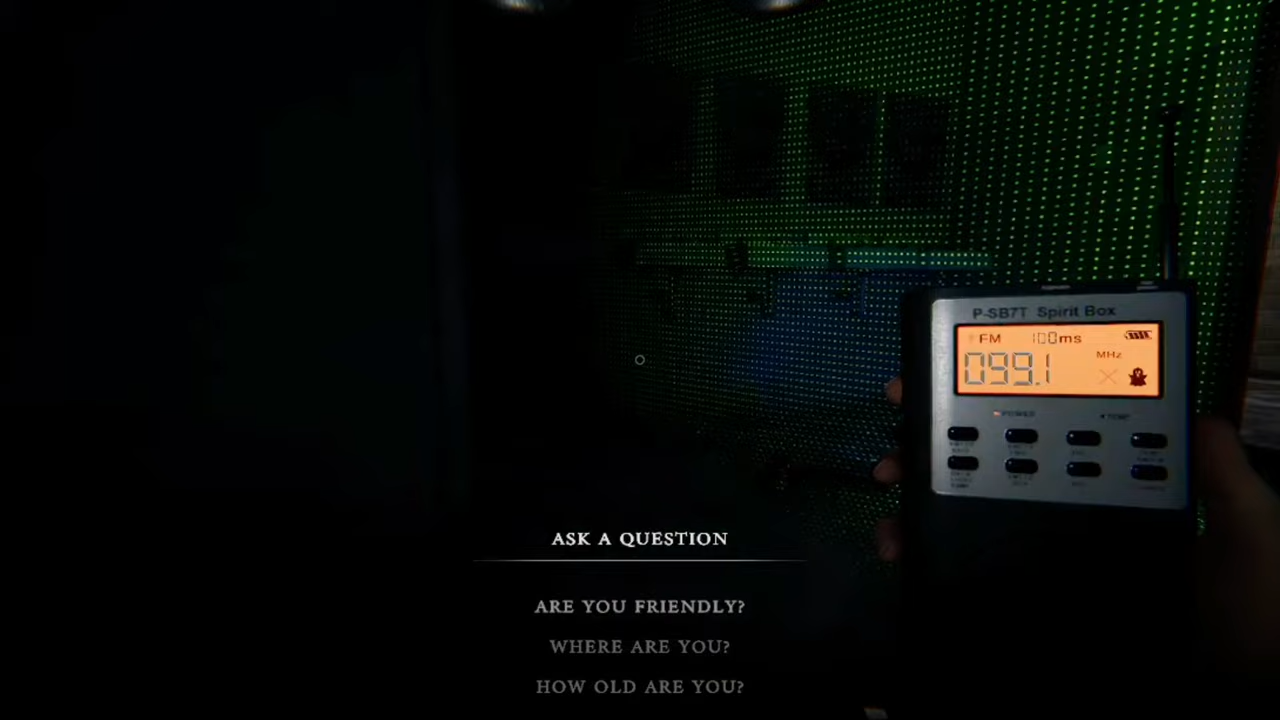 P-SB7T Spirit Box
FM 100ms
MHz
099.1
POWER
ASK A QUESTION
ARE YOU FRIENDLY?
WHERE ARE YOU?
HOW OLD ARE YOU?